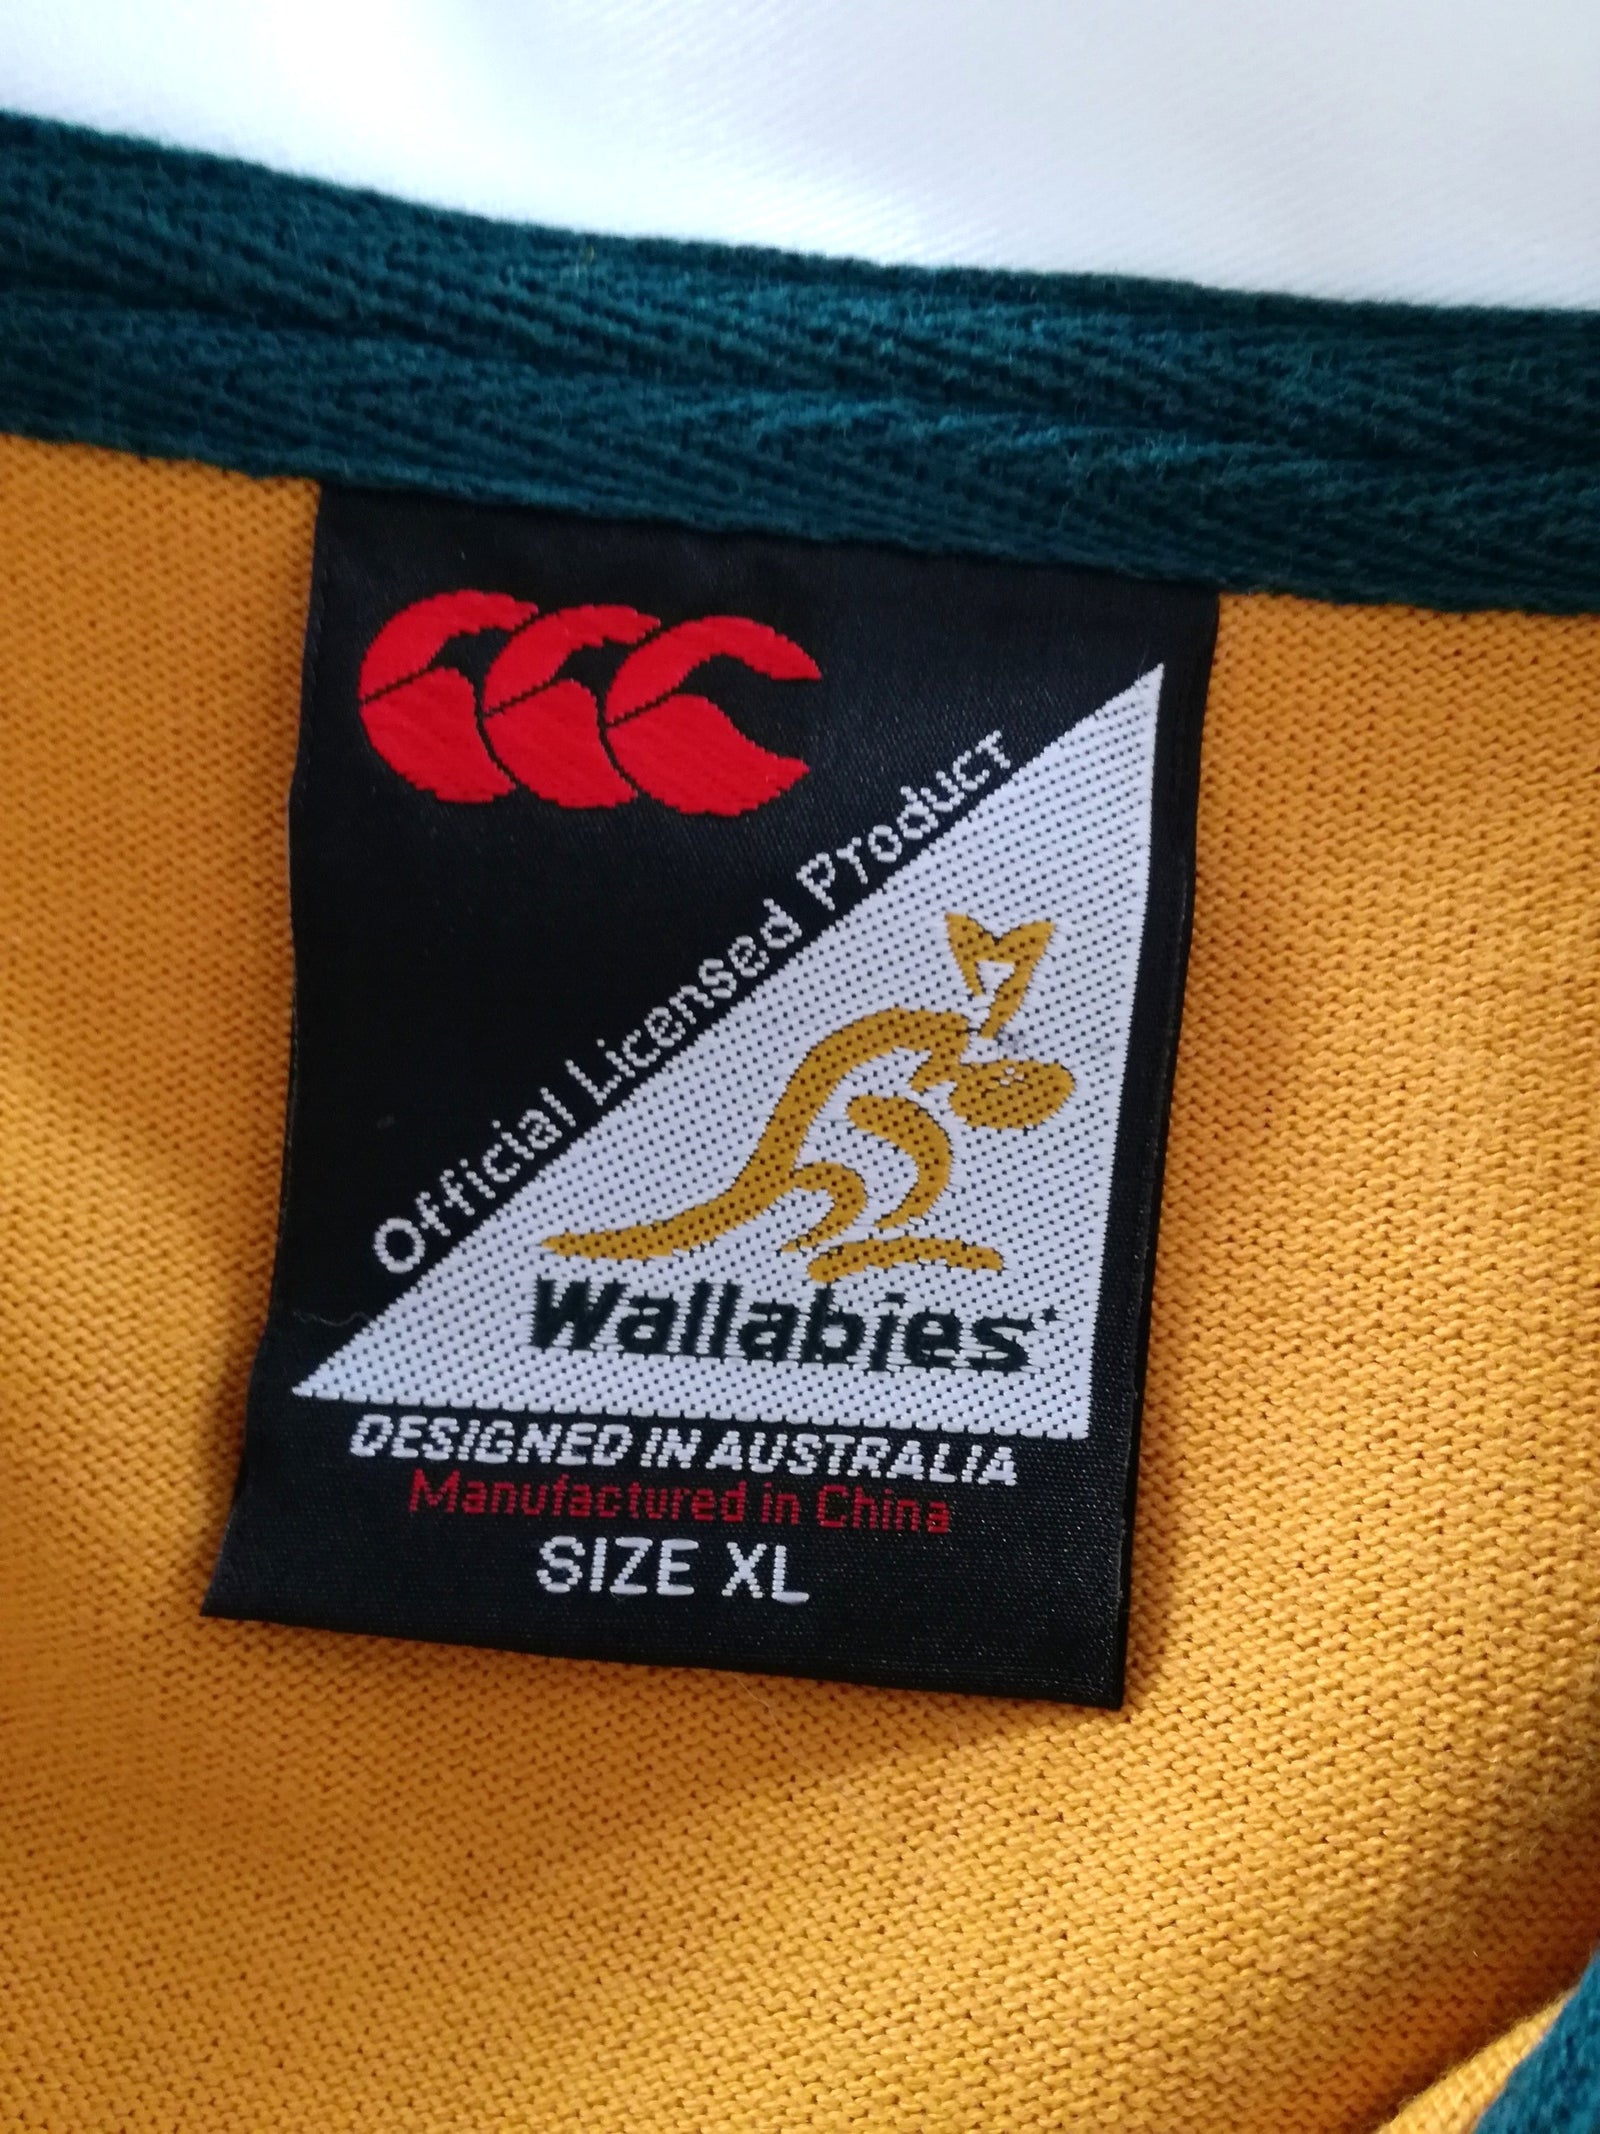 Official Licensed Product
Wallabies
DESIGNED IN AUSTRALIA
Manufactured in China
SIZE XL